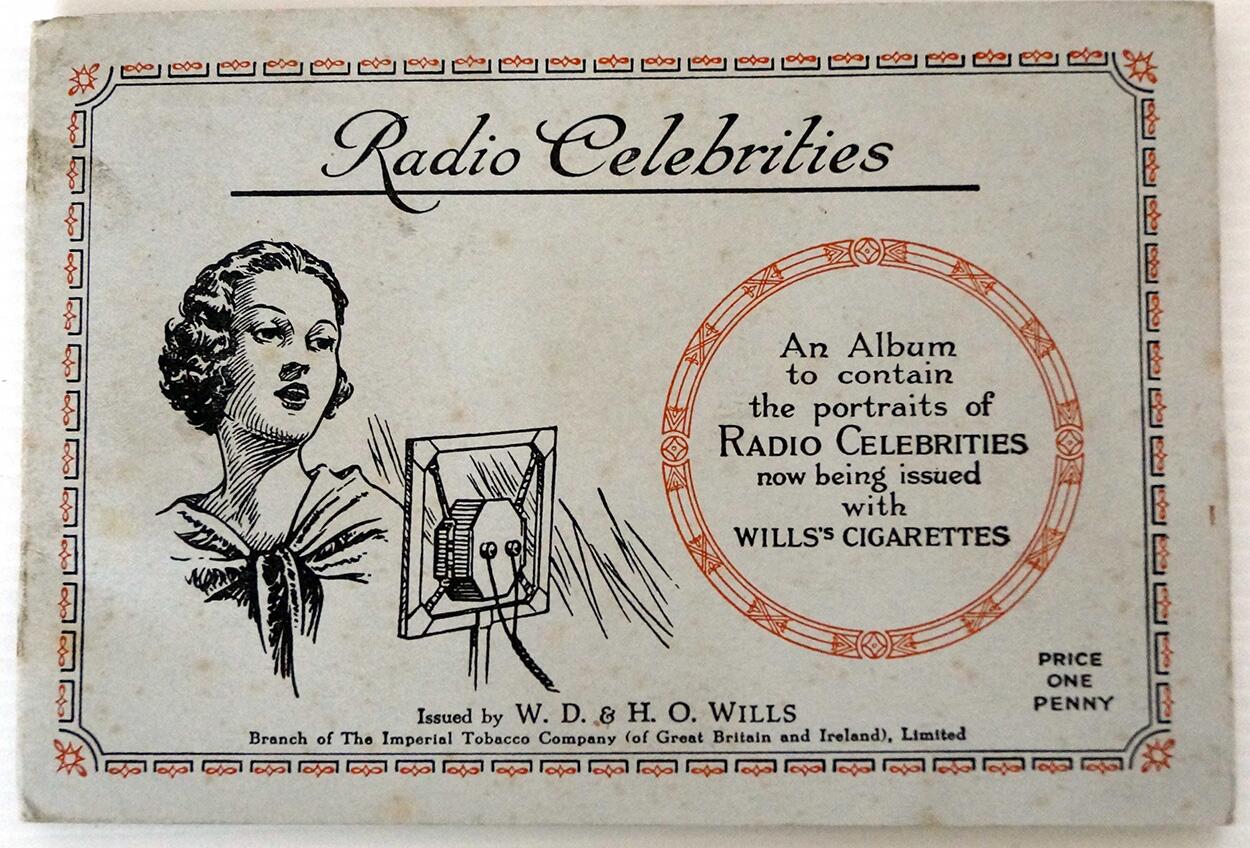 Radio Celebrities
An Album
to contain
the portraits of
RADIO CELEBRITIES
now being issued
with
WILLS'S CIGARETTES
PRICE
ONE
PENNY
Issued by W. D. & H. O. WILLS
Branch of The Imperial Tobacco Company (of Great Britain and Ireland), Limited